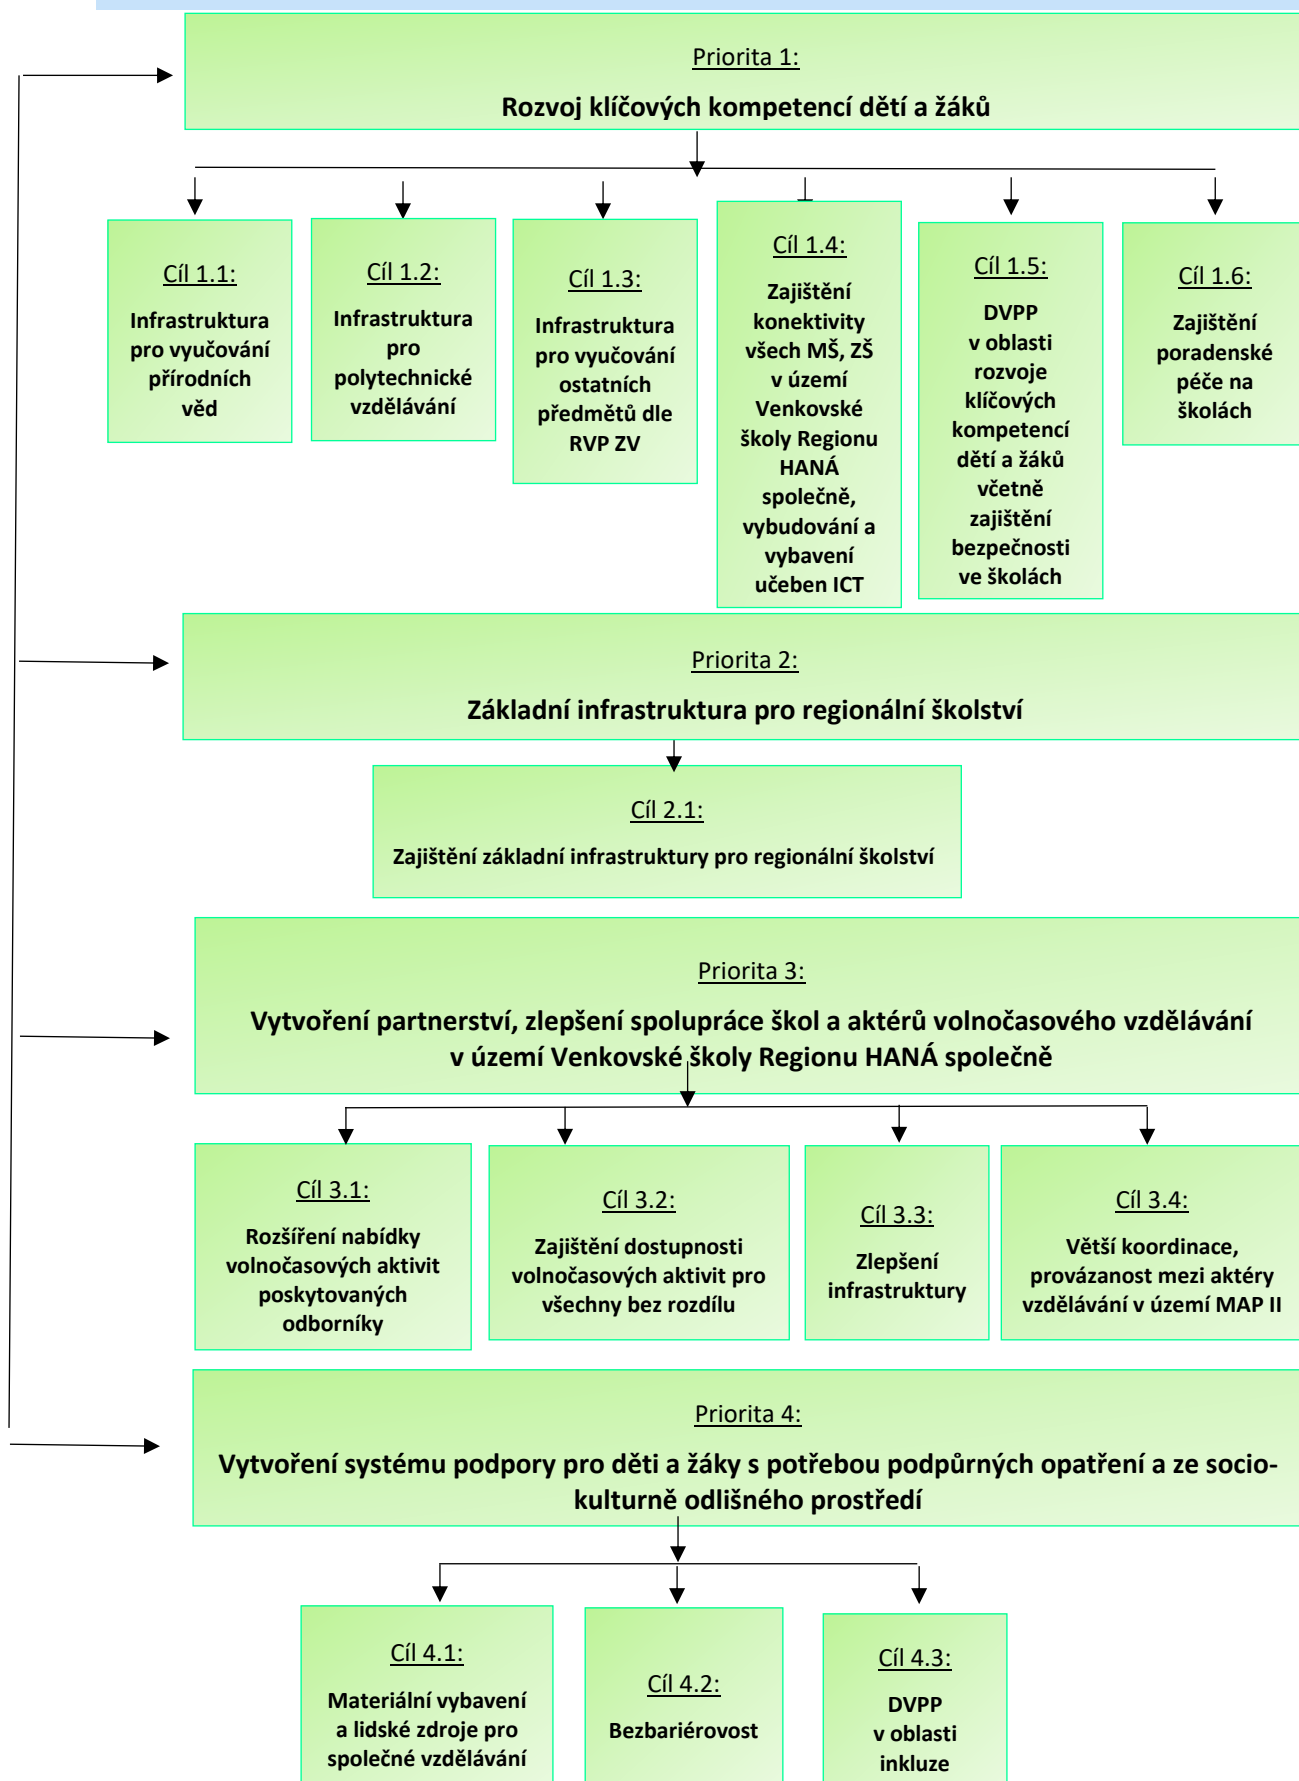 Priorita 1:
Rozvoj klíčových kompetencí dětí a žáků
Cíl 1.1:
Infrastruktura
pro vyučování
přírodních
věd
Cíl 1.2:
Infrastruktura
pro
polytechnické
vzdělávání
Cíl 1.3:
Infrastruktura
pro vyučování
ostatních
předmětů dle
RVP ZV
Cíl 1.4:
Zajištění
konektivity
všech MŠ, ZŠ
v území
Venkovské
školy Regionu
HANÁ
společně,
vybudování a
vybavení
učeben ICT
Cíl 1.5:
DVPP
v oblasti
rozvoje
klíčových
kompetencí
dětí a žáků
včetně
zajištění
bezpečnosti
ve školách
Cíl 1.6:
Zajištění
poradenské
péče na
školách
Priorita 2:
Základní infrastruktura pro regionální školství
Cíl 2.1:
Zajištění základní infrastruktury pro regionální školství
Priorita 3:
Vytvoření partnerství, zlepšení spolupráce škol a aktérů volnočasového vzdělávání
v území Venkovské školy Regionu HANÁ společně
Cíl 3.1:
Rozšíření nabídky
volnočasových aktivit
poskytovaných
odborníky
Cíl 3.2:
Zajištění dostupnosti
volnočasových aktivit pro
všechny bez rozdílu
Cíl 3.3:
Zlepšení
infrastruktury
Cíl 3.4:
Větší koordinace,
provázanost mezi aktéry
vzdělávání v území MAP II
Priorita 4:
Vytvoření systému podpory pro děti a žáky s potřebou podpůrných opatření a ze socio-
kulturně odlišného prostředí
Cíl 4.1:
Materiální vybavení
a lidské zdroje pro
společné vzdělávání
Cíl 4.2:
Bezbariérovost
Cíl 4.3:
DVPP
v oblasti
inkluze